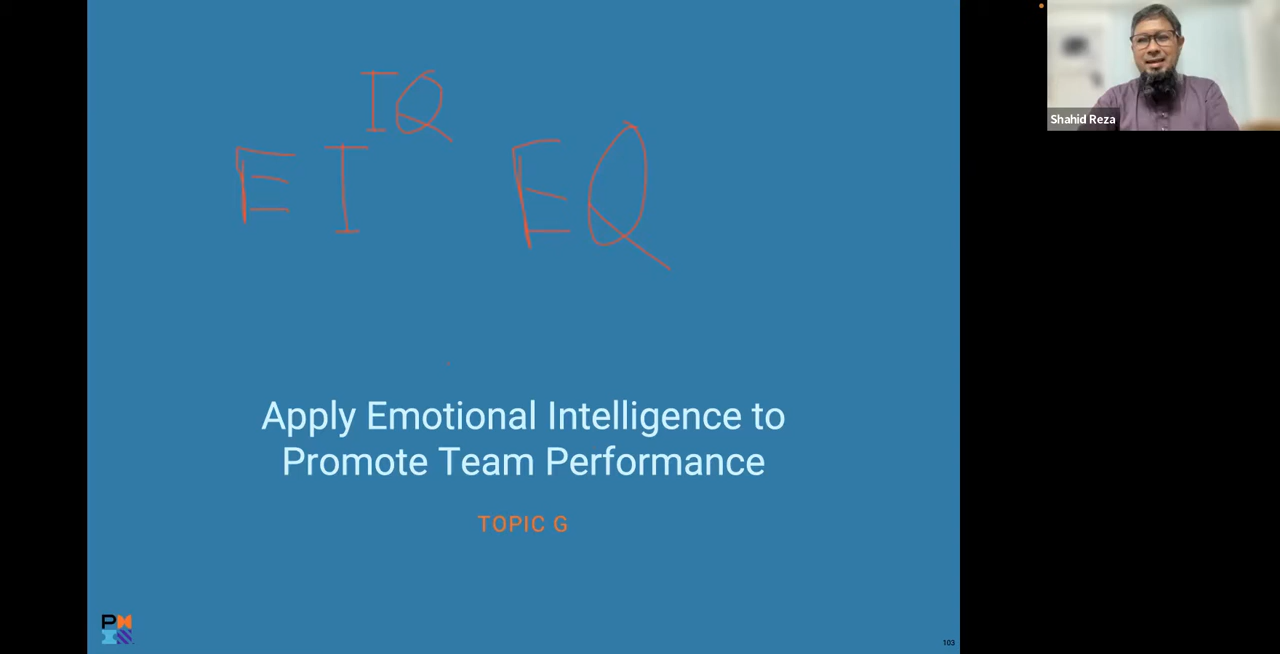 IQ
EI EQ
Shahid Reza
Apply Emotional Intelligence to
Promote Team Performance
TOPIC G
103